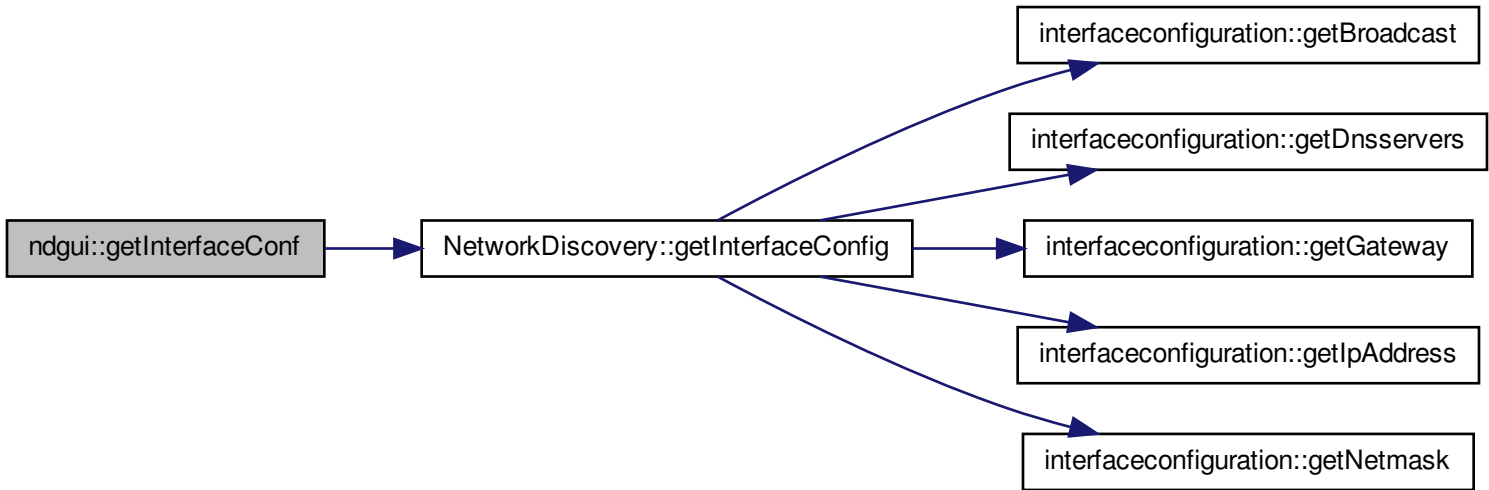 ndgui::getInterfaceConf
NetworkDiscovery::getInterfaceConfig
interfaceconfiguration::getBroadcast
interfaceconfiguration::getDnsservers
interfaceconfiguration::getGateway
interfaceconfiguration::getIpAddress
interfaceconfiguration::getNetmask